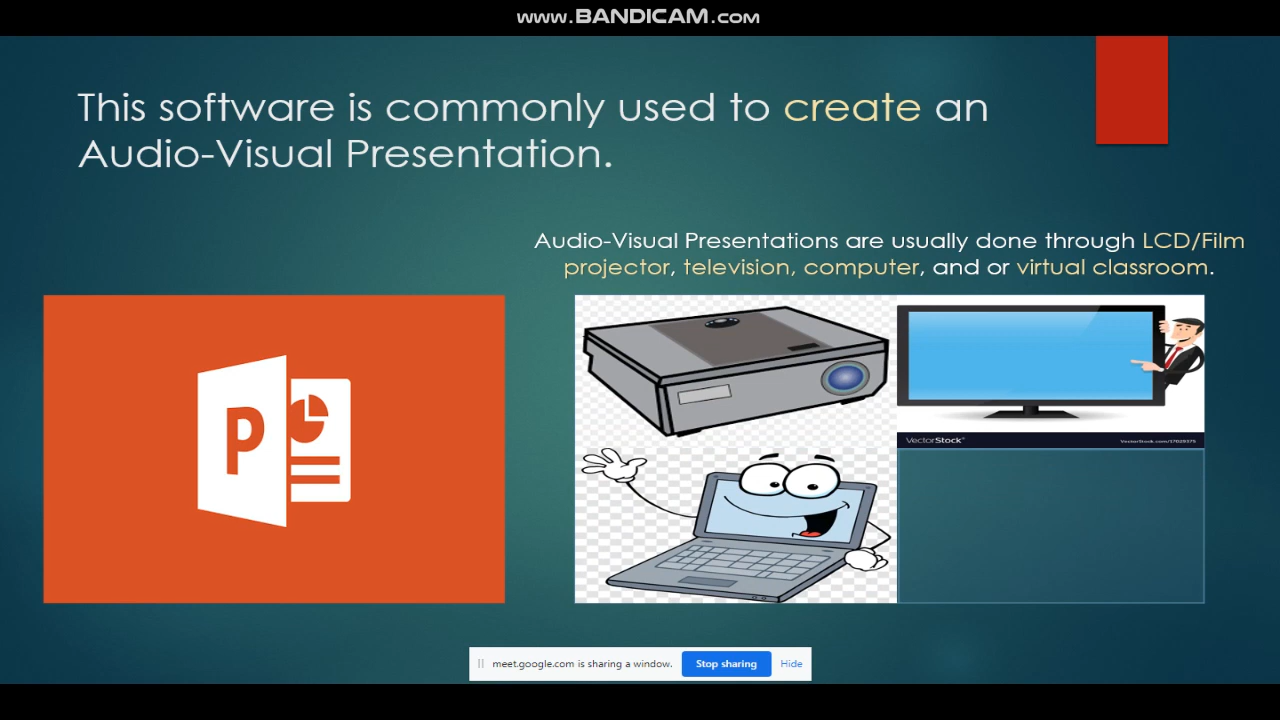 www.BANDICAM.com
This software is commonly used to create an
Audio-Visual Presentation.
Audio-Visual Presentations are usually done through LCD/Film
projector, television, computer, and or virtual classroom.
P
VectorStock®
VectorStock.com/17029375
meet.google.com is sharing a window.
Stop sharing
Hide